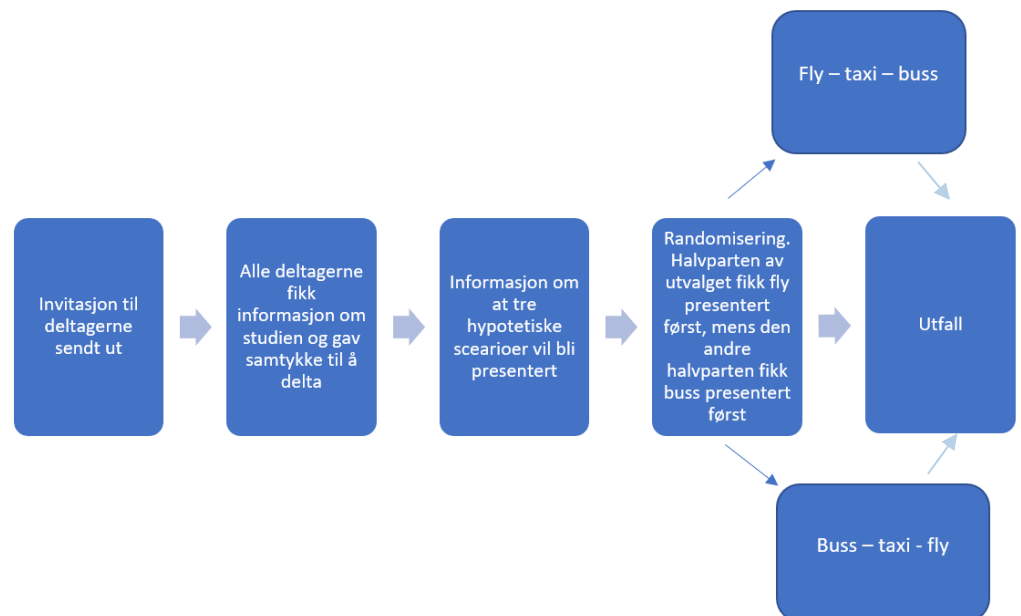 Fly – taxi – buss
Invitasjon til
deltagerne
sendt ut
Alle deltagerne
fikk
informasjon om
studien og gav
samtykke til å
delta
Informasjon om
at tre
hypotetiske
scearioer vil bli
presentert
Randomisering.
Halvparten av
utvalget fikk fly
presentert
først, mens den
andre
halvparten fikk
buss presentert
først
Utfall
Buss – taxi - fly